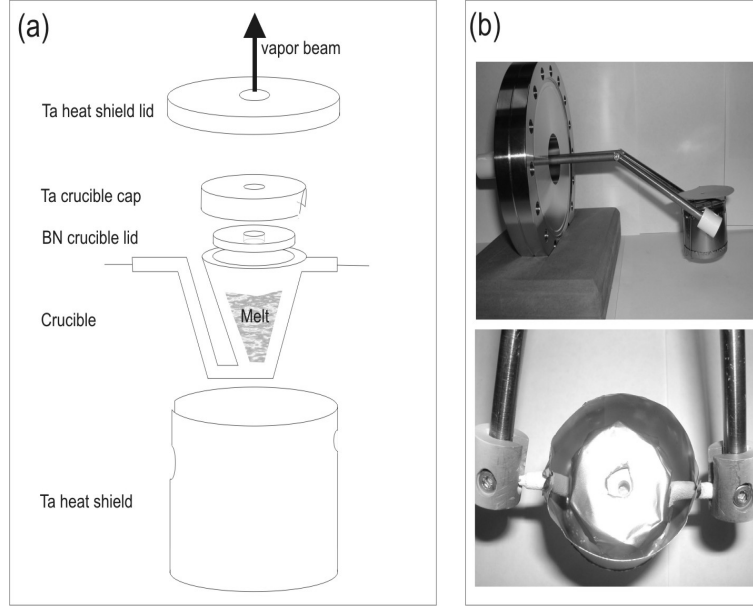 (a)
vapor beam
Ta heat shield lid
Ta crucible cap
BN crucible lid
Crucible
Melt
Ta heat shield
(b)